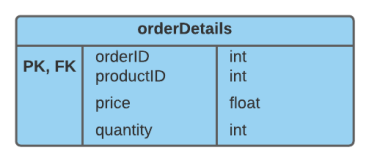 orderDetails
orderID int
PK, FK
productID int
price float
quantity int